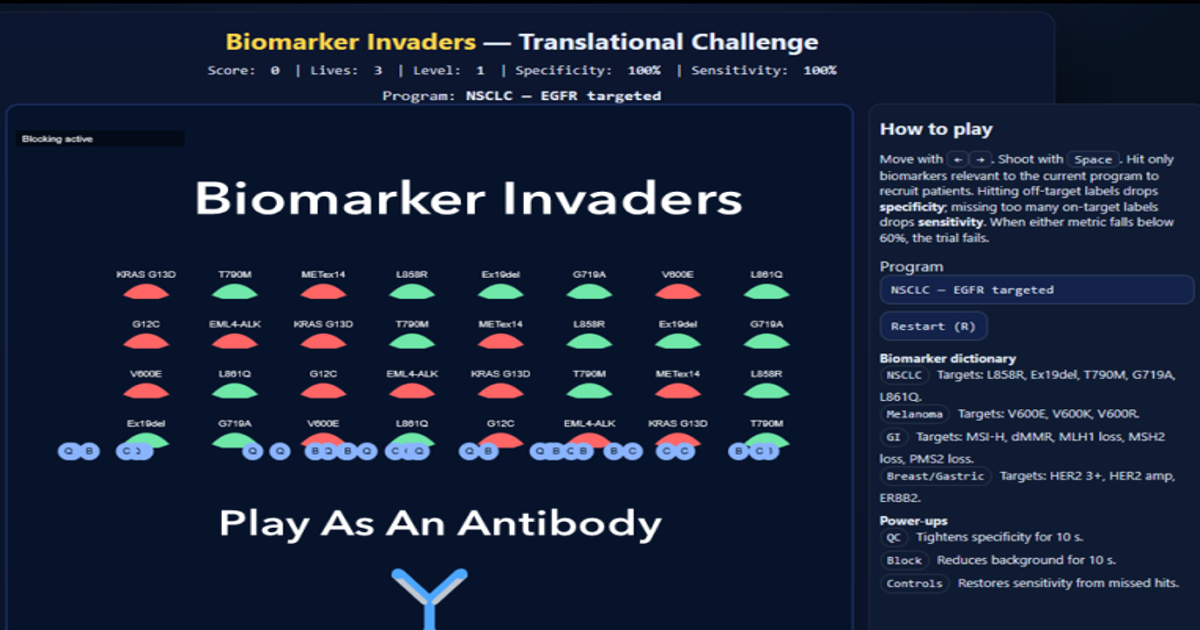 Biomarker Invaders — Translational Challenge
Score: 0 | Lives: 3 | Level: 1 | Specificity: 100% | Sensitivity: 100%
Program: NSCLC — EGFR targeted
Blocking active
Biomarker Invaders
KRAS G13D T790M METex14 L858R Ex19del G719A V600E L861Q
G12C EML4-ALK KRAS G13D T790M METex14 L858R Ex19del G719A
V600E L861Q G12C EML4-ALK KRAS G13D T790M METex14 L858R
Ex19del G719A V600E L861Q G12C EML4-ALK KRAS G13D T790M
Q B C Q Q B Q B Q C Q Q B Q B C B B C C C B C
Play As An Antibody
How to play
Move with ← → . Shoot with Space . Hit only
biomarkers relevant to the current program to
recruit patients. Hitting off-target labels drops
specificity; missing too many on-target labels
drops sensitivity. When either metric falls below
60%, the trial fails.
Program
NSCLC — EGFR targeted
Restart (R)
Biomarker dictionary
NSCLC Targets: L858R, Ex19del, T790M, G719A,
L861Q.
Melanoma Targets: V600E, V600K, V600R.
GI Targets: MSI-H, dMMR, MLH1 loss, MSH2
loss, PMS2 loss.
Breast/Gastric Targets: HER2 3+, HER2 amp,
ERBB2.
Power-ups
QC Tightens specificity for 10 s.
Block Reduces background for 10 s.
Controls Restores sensitivity from missed hits.